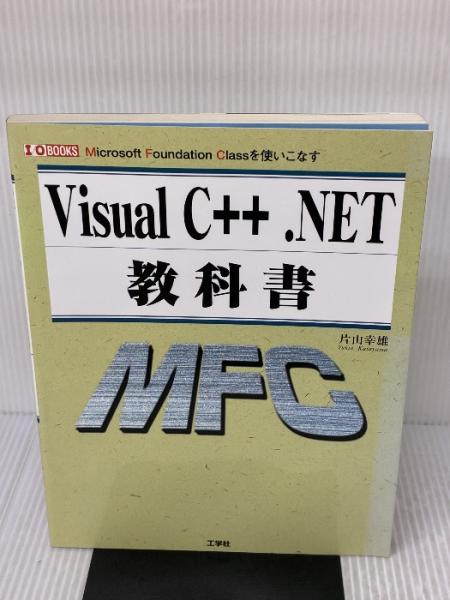 I O BOOKS
Microsoft Foundation Classを使いこなす
Visual C++ .NET
教科書
片山幸雄
MFC
工学社